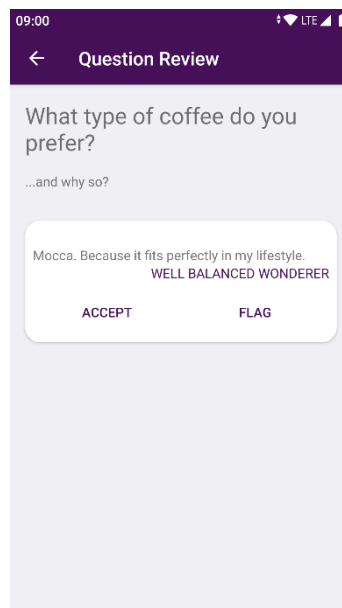 09:00 LTE
Question Review
What type of coffee do you
prefer?
...and why so?
Mocca. Because it fits perfectly in my lifestyle.
WELL BALANCED WONDERER
ACCEPT FLAG